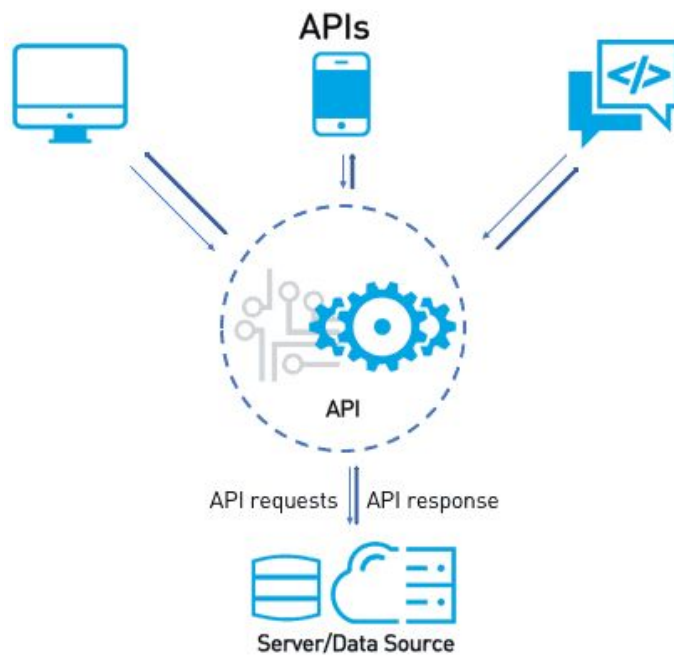 APIs
</>
API
API requests API response
Server/Data Source